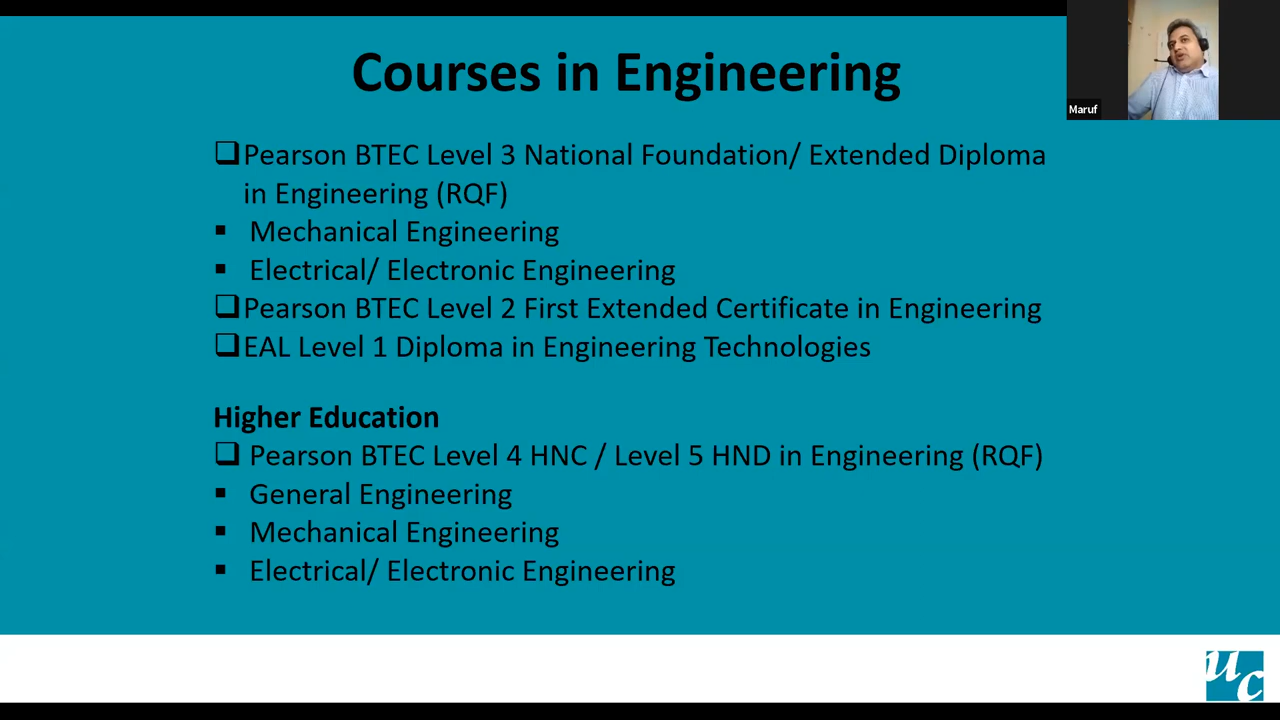 Courses in Engineering
Maruf
Pearson BTEC Level 3 National Foundation/ Extended Diploma
in Engineering (RQF)
Mechanical Engineering
Electrical/ Electronic Engineering
Pearson BTEC Level 2 First Extended Certificate in Engineering
EAL Level 1 Diploma in Engineering Technologies
Higher Education
Pearson BTEC Level 4 HNC / Level 5 HND in Engineering (RQF)
General Engineering
Mechanical Engineering
Electrical/ Electronic Engineering
uc